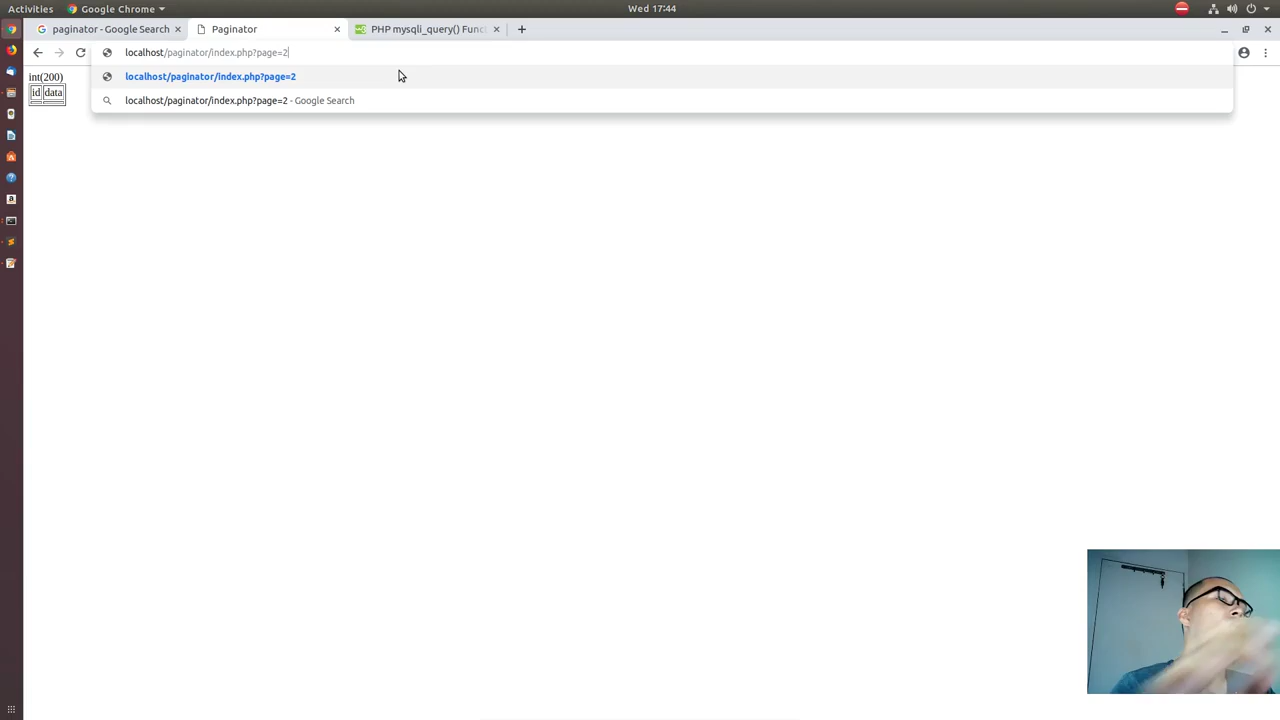 Activities
Google Chrome
Wed 17:44
paginator - Google Search
Paginator
PHP mysqli_query() Func
localhost/paginator/index.php?page=2
localhost/paginator/index.php?page=2
localhost/paginator/index.php?page=2 - Google Search
int(200)
id data